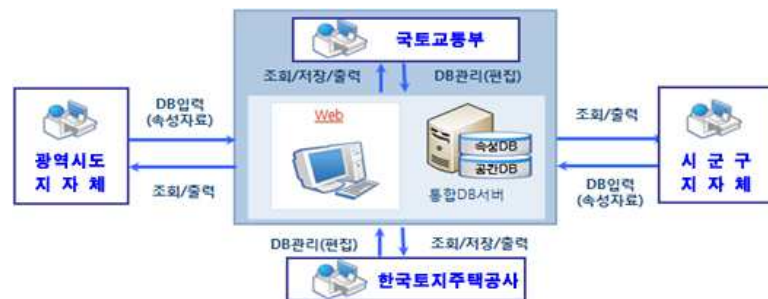 국토교통부
조회/저장/출력
DB관리(편집)
DB입력
(속성자료)
Web
속성DB
공간DB
통합DB서버
조회/출력
광역시도
지자체
조회/출력
시 군 구
지자체
DB입력
(속성자료)
DB관리(편집)
조회/저장/출력
한국토지주택공사